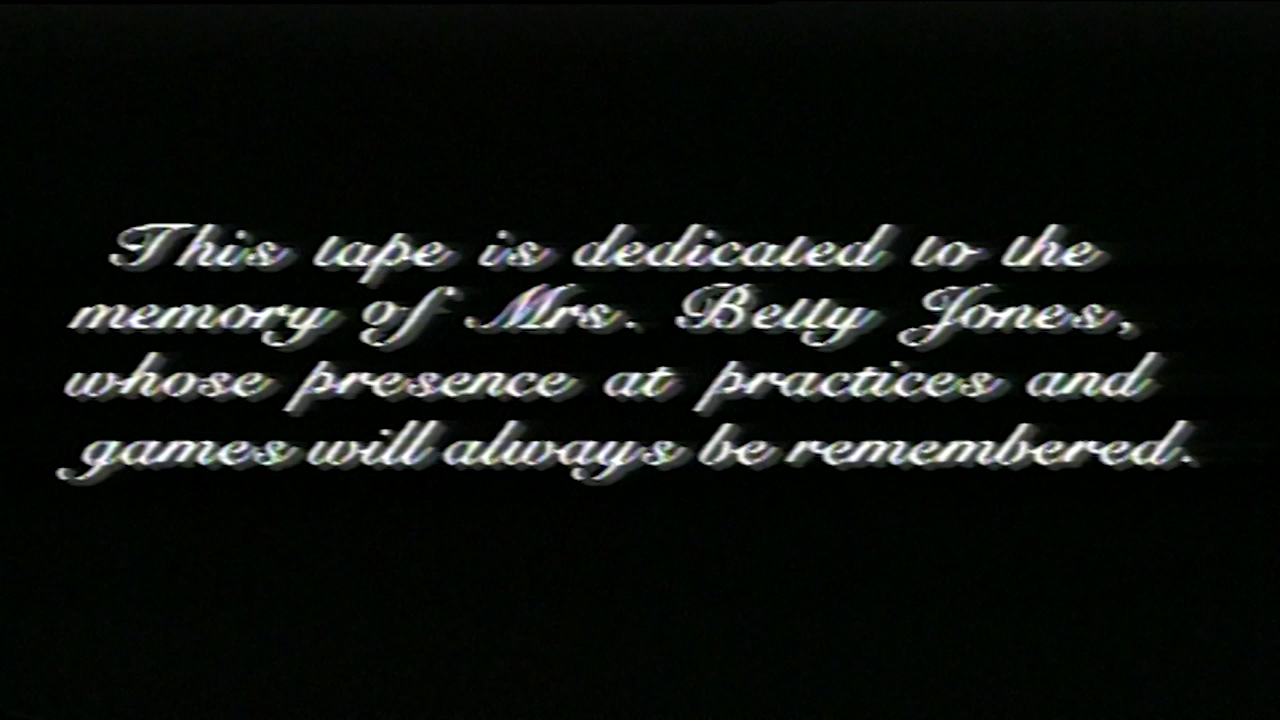 This tape is dedicated to the
memory of Mrs. Betty Jones,
whose presence at practices and
games will always be remembered.